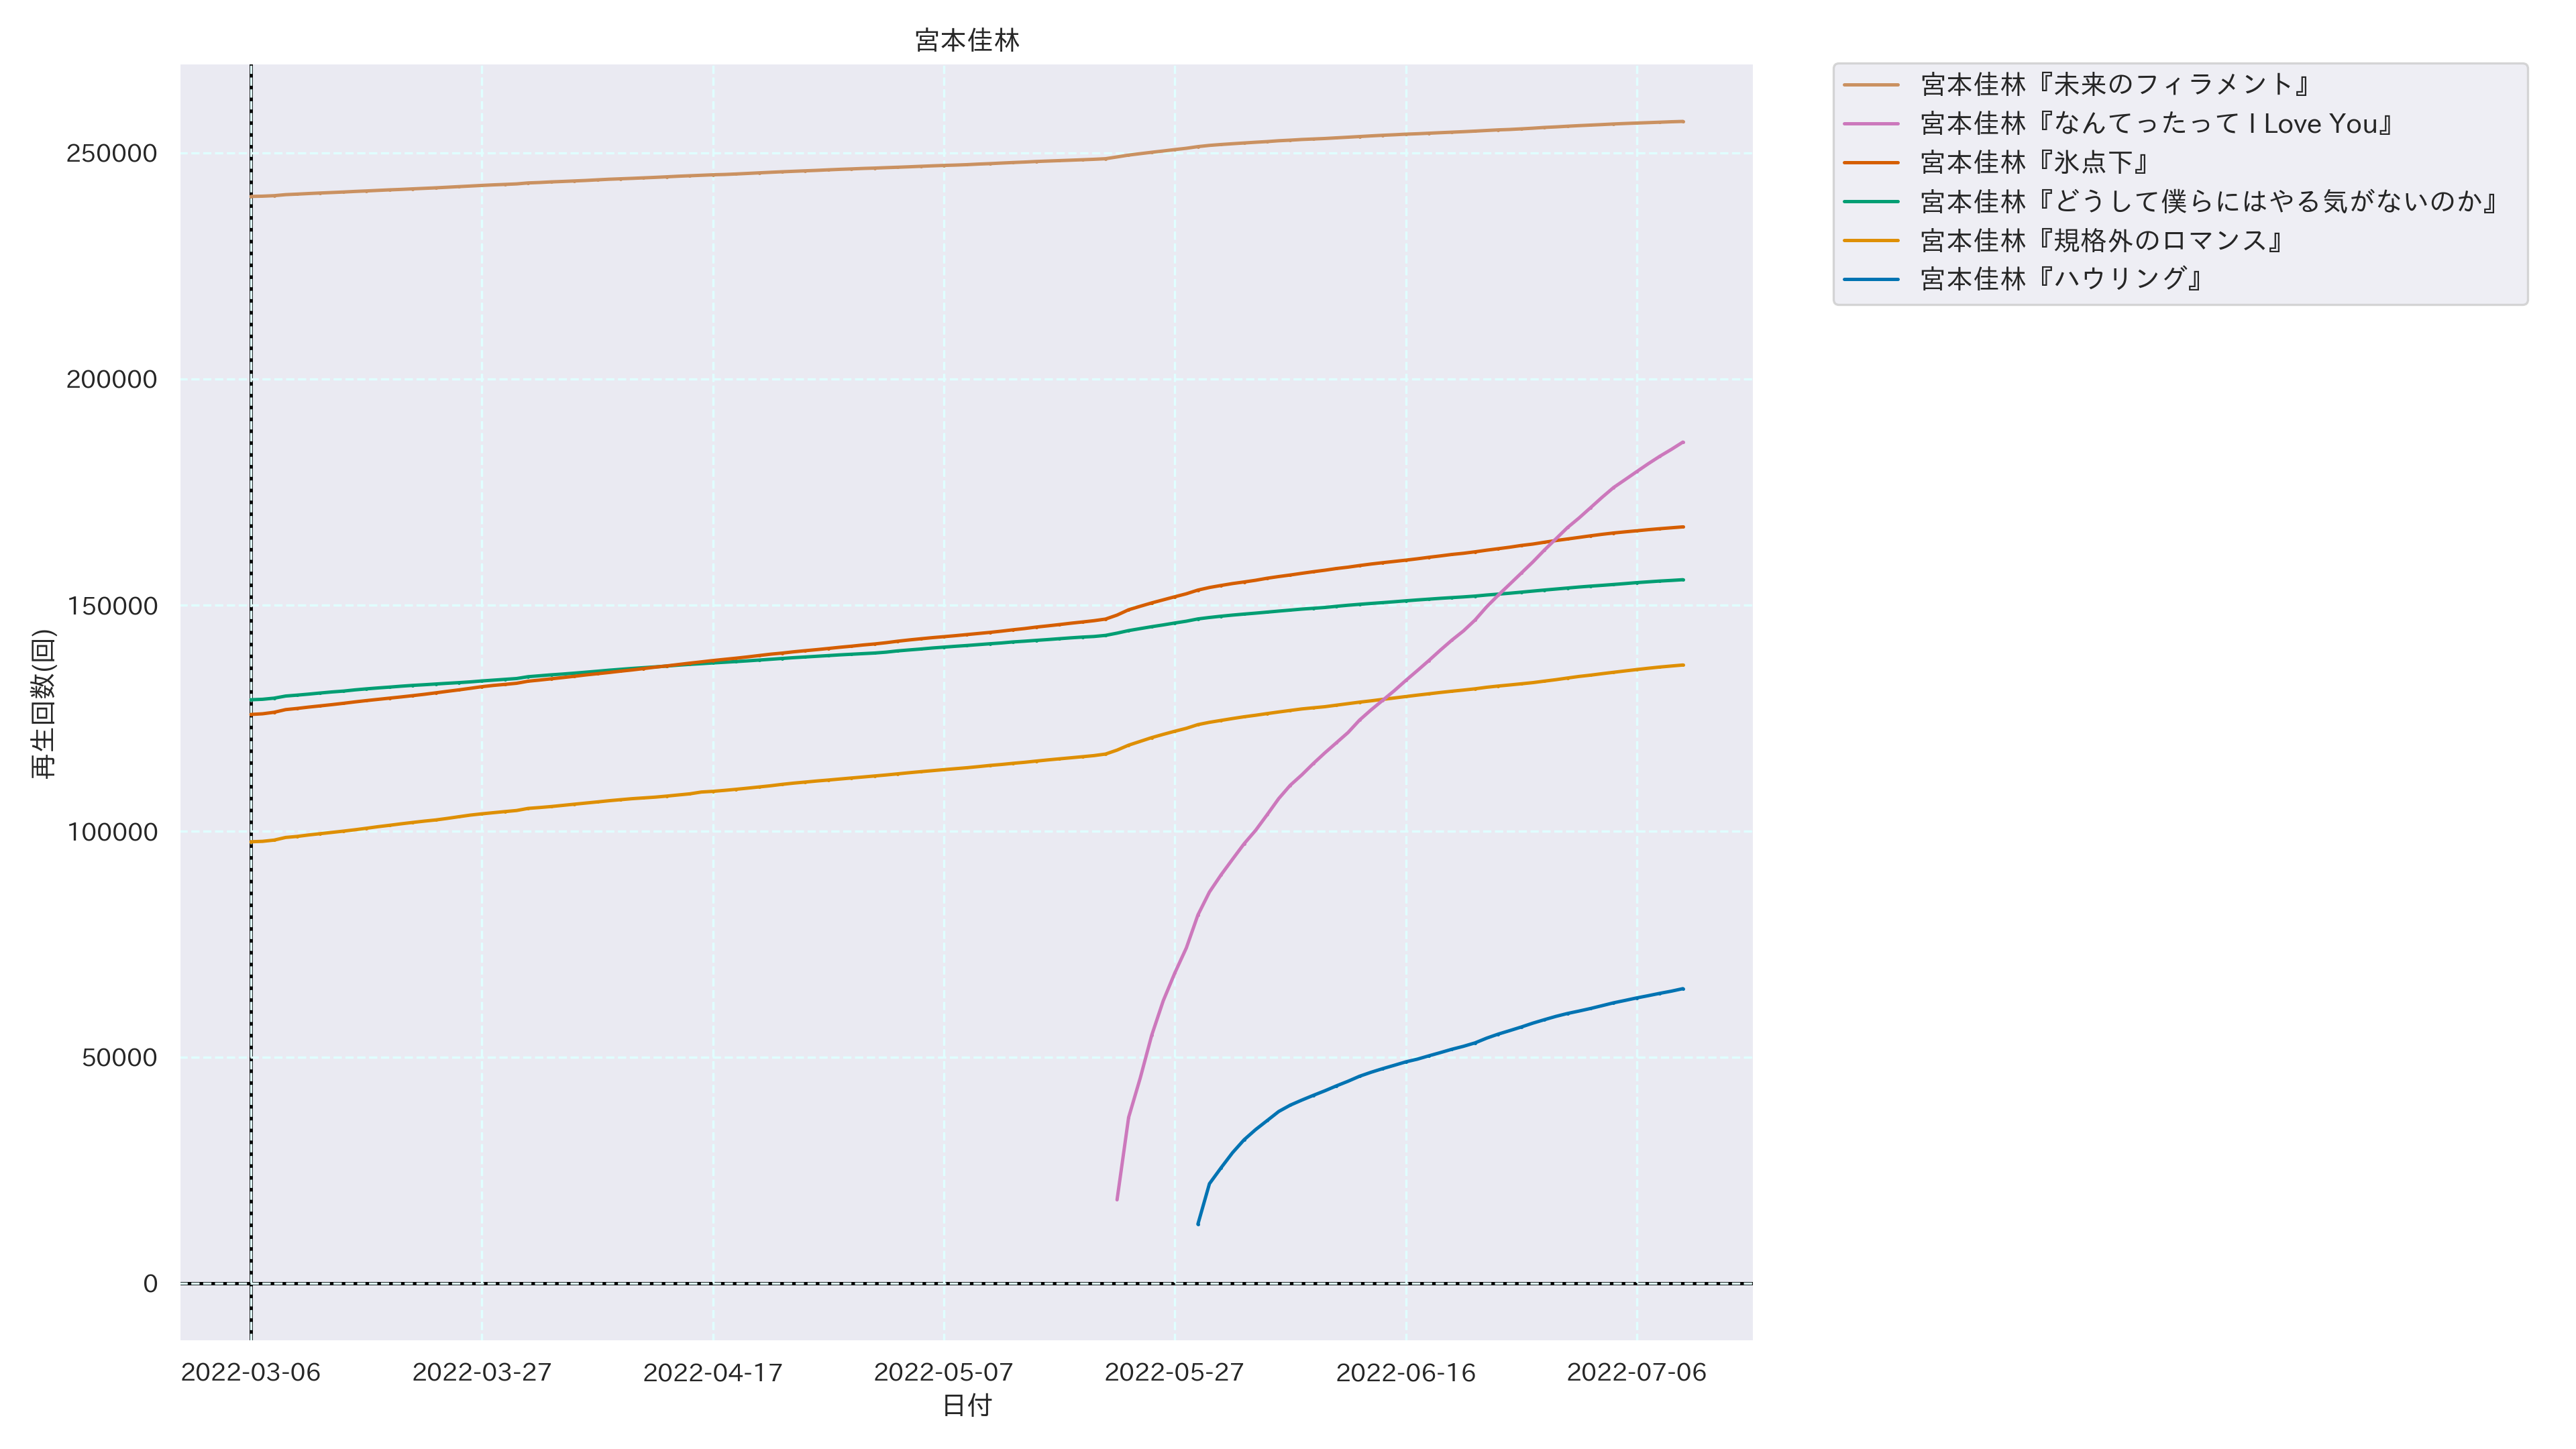 宮本佳林
宮本佳林『未来のフィラメント』
宮本佳林『なんてったって I Love You』
宮本佳林『氷点下』
宮本佳林『どうして僕らにはやる気がないのか』
宮本佳林『規格外のロマンス』
宮本佳林『ハウリング』
再生回数(回)
250000
200000
150000
100000
50000
0
2022-03-06
2022-03-27
2022-04-17
2022-05-07
2022-05-27
2022-06-16
2022-07-06
日付